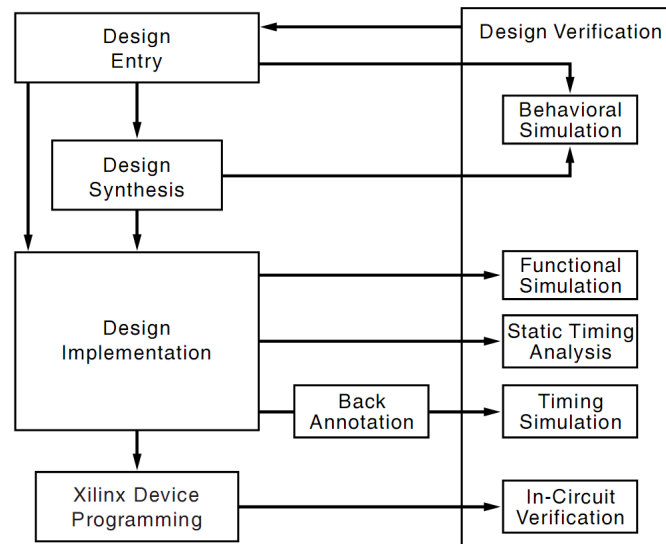 Design
Entry
Design Verification
Behavioral
Simulation
Design
Synthesis
Functional
Simulation
Design
Implementation
Static Timing
Analysis
Back
Annotation
Timing
Simulation
Xilinx Device
Programming
In-Circuit
Verification